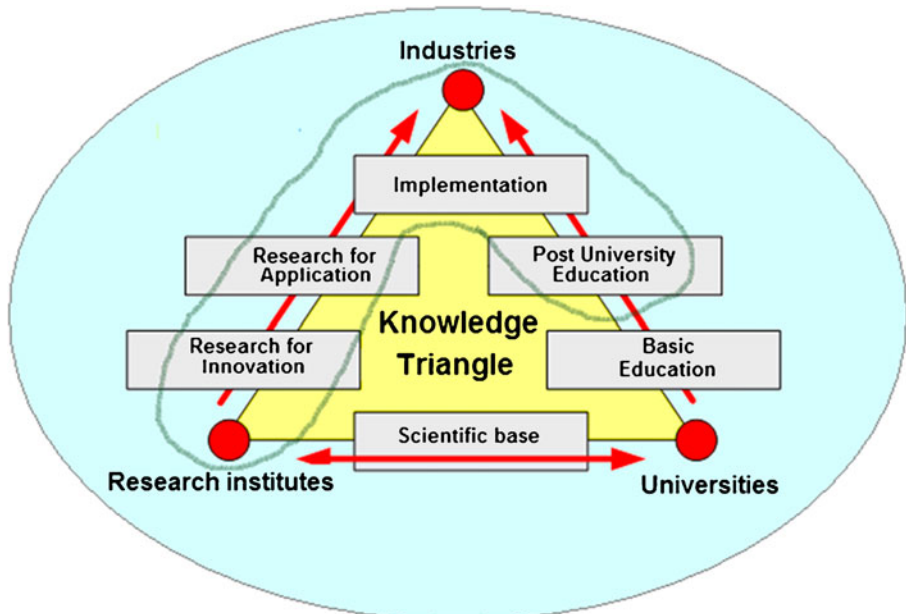 Industries
Implementation
Research for
Application
Post University
Education
Knowledge
Triangle
Research for
Innovation
Basic
Education
Scientific base
Research institutes
Universities